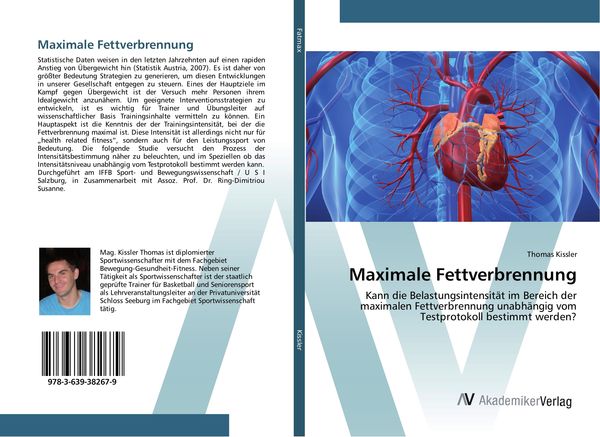 Maximale Fettverbrennung
Statistische Daten weisen in den letzten Jahrzehnten auf einen rapiden
Anstieg von Übergewicht hin (Statistik Austria, 2007). Es ist daher von
größter Bedeutung Strategien zu generieren, um diesen Entwicklungen
in unserer Gesellschaft entgegen zu steuern. Eines der Hauptziele im
Kampf gegen Übergewicht ist der Versuch mehr Personen ihrem
Idealgewicht anzunähern. Um geeignete Interventionsstrategien zu
entwickeln, ist es wichtig für Trainer und Übungsleiter auf
wissenschaftlicher Basis Trainingsinhalte vermitteln zu können. Ein
Hauptaspekt ist die Kenntnis der der Trainingsintensität, bei der die
Fettverbrennung maximal ist. Diese Intensität ist allerdings nicht nur für
„health related fitness“, sondern auch für den Leistungssport von
Bedeutung. Die folgende Studie versucht den Prozess der
Intensitätsbestimmung näher zu beleuchten, und im Speziellen ob das
Intensitätsniveau unabhängig vom Testprotokoll bestimmt werden kann.
Durchgeführt am IFFB Sport- und Bewegungswissenschaft / U S I
Salzburg, in Zusammenarbeit mit Assoz. Prof. Dr. Ring-Dimitriou
Susanne.
Mag. Kissler Thomas ist diplomierter
Sportwissenschafter mit dem Fachgebiet
Bewegung-Gesundheit-Fitness. Neben seiner
Tätigkeit als Sportwissenschafter ist der staatlich
geprüfte Trainer für Basketball und Seniorensport
als Lehrveranstaltungsleiter an der Privatuniversität
Schloss Seeburg im Fachgebiet Sportwissenschaft
tätig.
978-3-639-38267-9
Fatmax
Kissler
Thomas Kissler
Maximale Fettverbrennung
Kann die Belastungsintensität im Bereich der
maximalen Fettverbrennung unabhängig vom
Testprotokoll bestimmt werden?
AV AkademikerVerlag